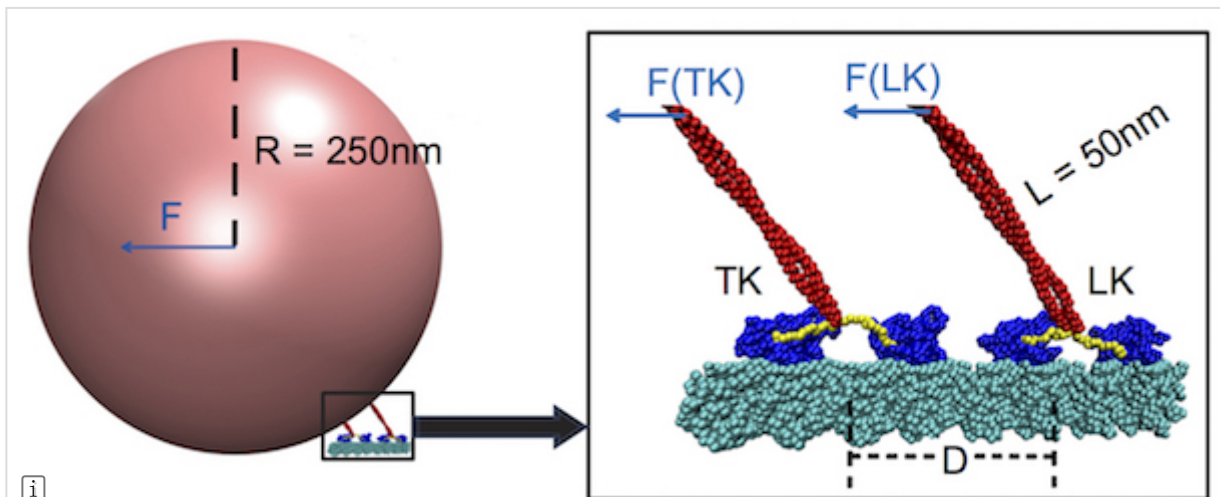 R = 250nm
F
F(TK)
F(LK)
L = 50nm
TK
LK
D
i